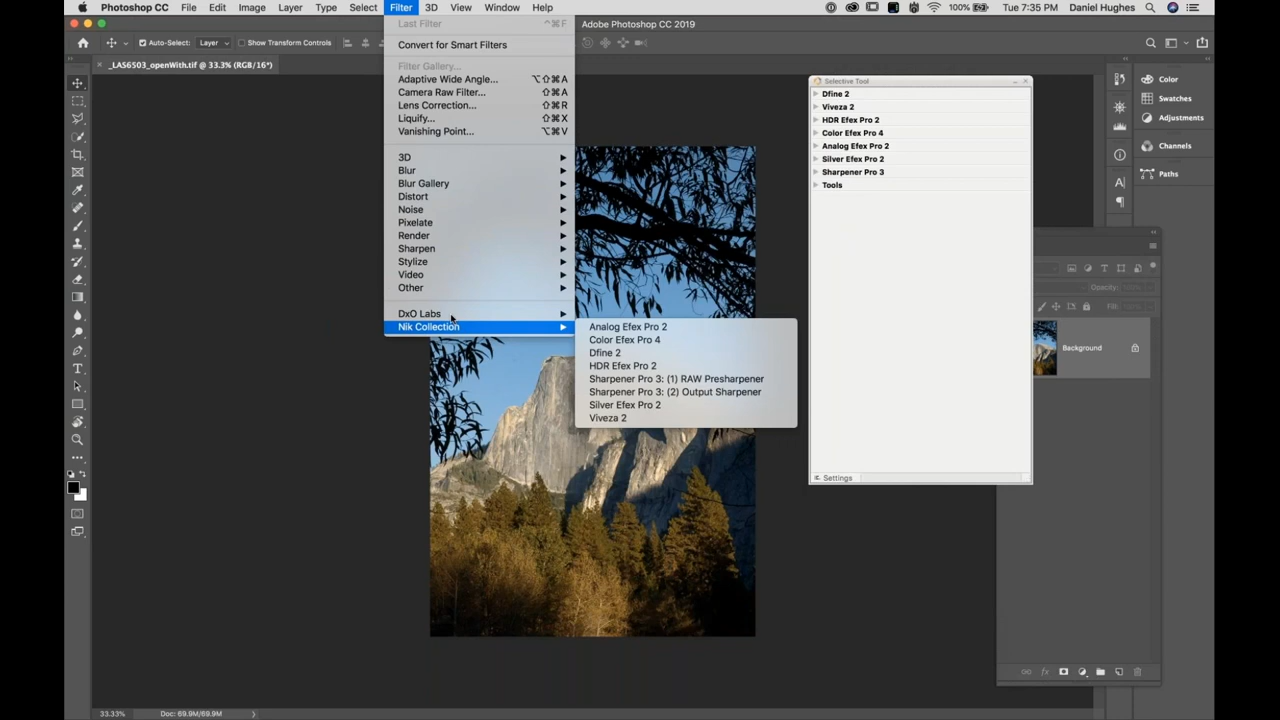 Photoshop CC File Edit Image Layer Type Select Filter 3D View Window Help 100% Tue 7:35 PM Daniel Hughes
Last Filter ^⌘F
Adobe Photoshop CC 2019
Auto-Select: Layer Show Transform Controls
Convert for Smart Filters
_LAS6503_openWith.tif @ 33.3% (RGB/16*)
Filter Gallery...
Adaptive Wide Angle... ⌥⇧⌘A
Camera Raw Filter... ⇧⌘A
Lens Correction... ⇧⌘R
Liquify... ⇧⌘X
Vanishing Point... ⌥⌘V
3D
Blur
Blur Gallery
Distort
Noise
Pixelate
Render
Sharpen
Stylize
Video
Other
DxO Labs
Nik Collection
Analog Efex Pro 2
Color Efex Pro 4
Dfine 2
HDR Efex Pro 2
Sharpener Pro 3: (1) RAW Presharpener
Sharpener Pro 3: (2) Output Sharpener
Silver Efex Pro 2
Viveza 2
Selective Tool
Dfine 2
Viveza 2
HDR Efex Pro 2
Color Efex Pro 4
Analog Efex Pro 2
Silver Efex Pro 2
Sharpener Pro 3
Tools
Settings
Color
Swatches
Adjustments
Channels
Paths
Opacity:
Background
33.33% Doc: 69.9M/69.9M